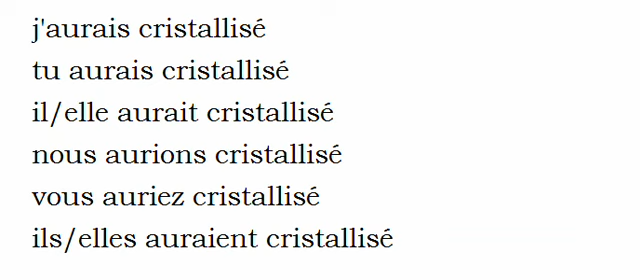 j'aurais cristallisé
tu aurais cristallisé
il/elle aurait cristallisé
nous aurions cristallisé
vous auriez cristallisé
ils/elles auraient cristallisé